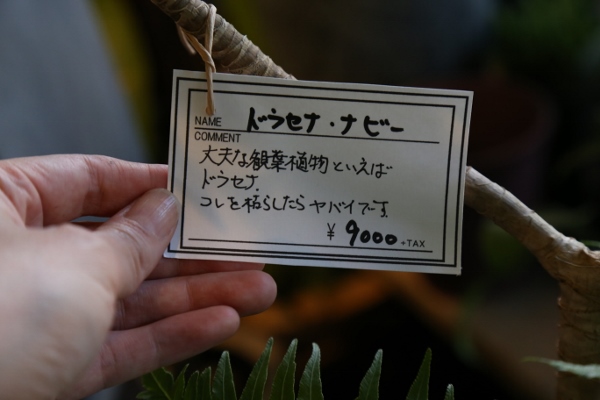 NAME ドラセナ・ナビー
COMMENT
大夫な観葉植物といえば
ドラセナ.
コレを枯らしたらヤバイです.
¥ 9000 +TAX